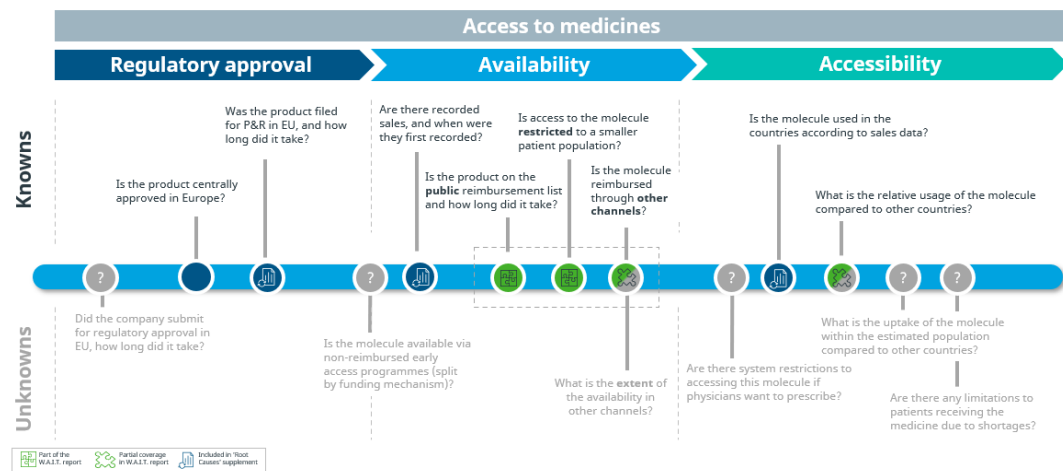 Access to medicines
Regulatory approval
Availability
Accessibility
Knowns
Was the product filed
for P&R in EU, and how
long did it take?
Is the product centrally
approved in Europe?
Are there recorded
sales, and when were
they first recorded?
Is the product on the
public reimbursement list
and how long did it take?
Is access to the molecule
restricted to a smaller
patient population?
Is the molecule
reimbursed
through other
channels?
Is the molecule used in the
countries according to sales data?
What is the relative usage of the molecule
compared to other countries?
?
?
?
?
?
Unknowns
Did the company submit
for regulatory approval in
EU, how long did it take?
Is the molecule available via
non-reimbursed early
access programmes (split
by funding mechanism)?
What is the extent of
the availability in
other channels?
Are there system restrictions to
accessing this molecule if
physicians want to prescribe?
What is the uptake of the molecule
within the estimated population
compared to other countries?
Are there any limitations to
patients receiving the
medicine due to shortages?
Part of the
W.A.I.T. report
Partial coverage
in W.A.I.T. report
Included in 'Root
Causes' supplement